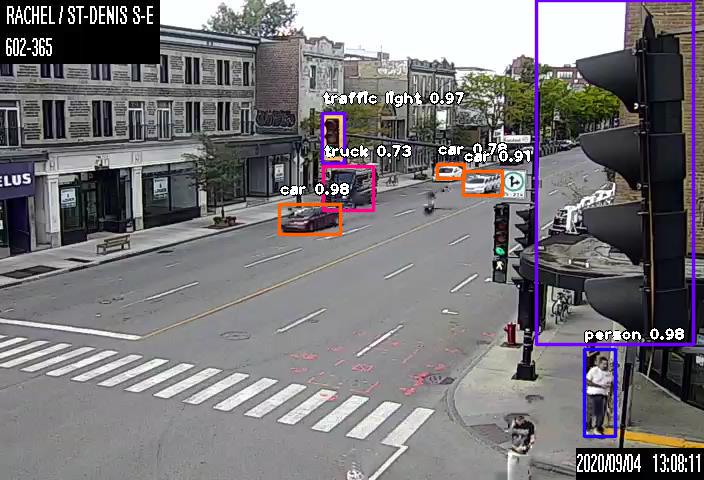 RACHEL / ST-DENIS S-E
602-365
traffic light 0.97
truck 0.73
car 0.78
car 0.91
car 0.98
ELUS
person 0.98
2020/09/04 13:08:11